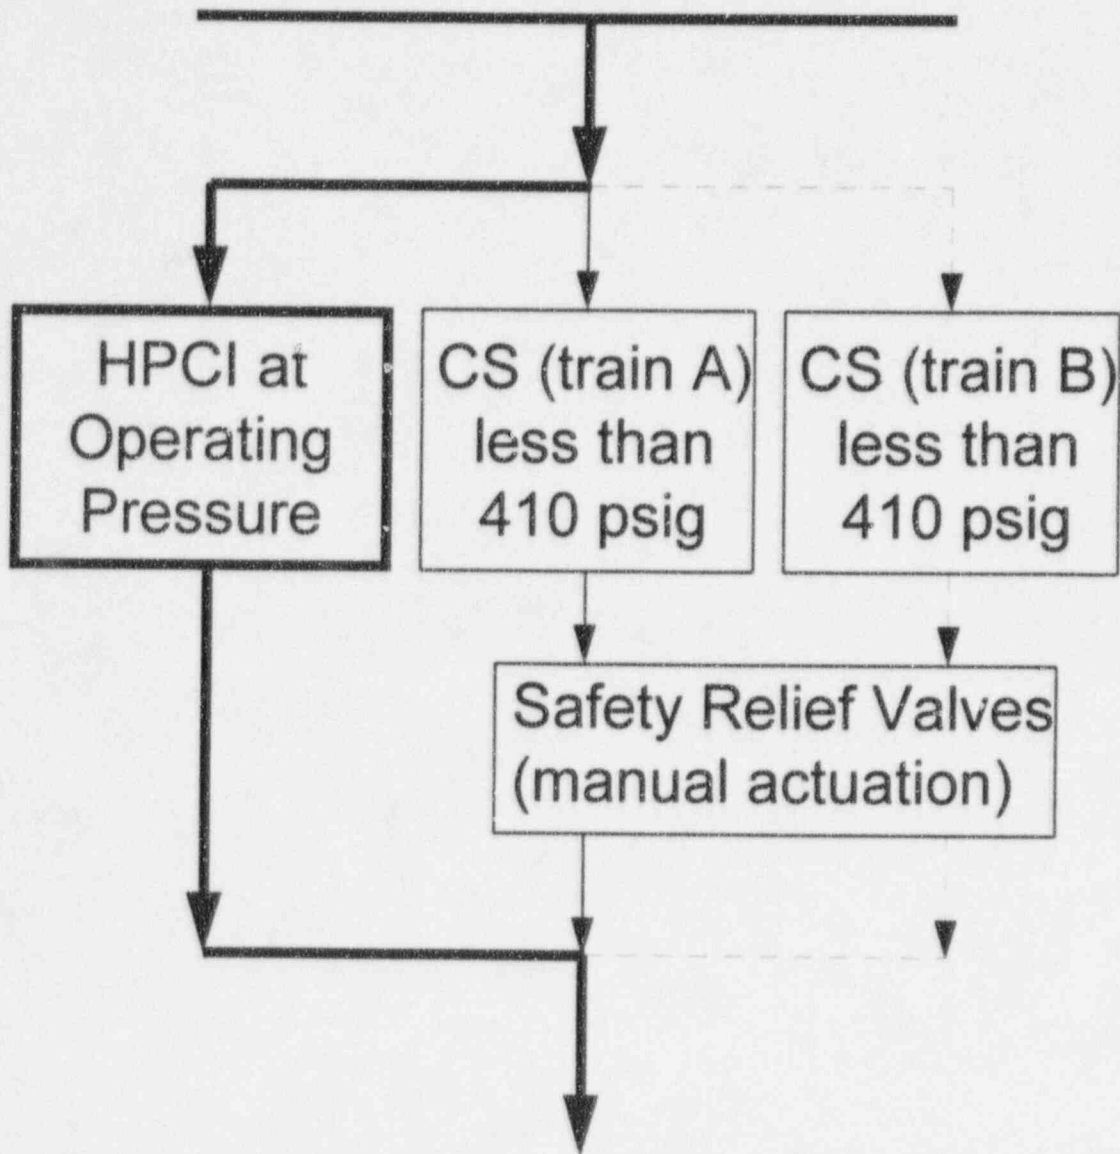 HPCI at
Operating
Pressure
CS (train A)
less than
410 psig
CS (train B)
less than
410 psig
Safety Relief Valves
(manual actuation)